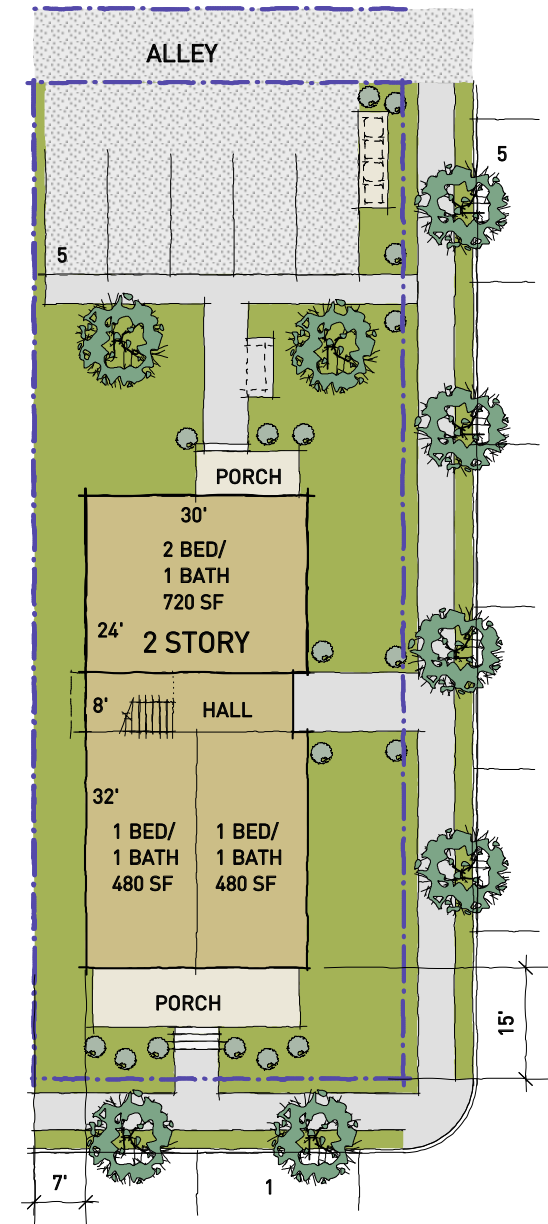 ALLEY
5
5
PORCH
30'
2 BED/
1 BATH
720 SF
24'
2 STORY
8'
HALL
32'
1 BED/
1 BATH
480 SF
1 BED/
1 BATH
480 SF
PORCH
15'
7'
1